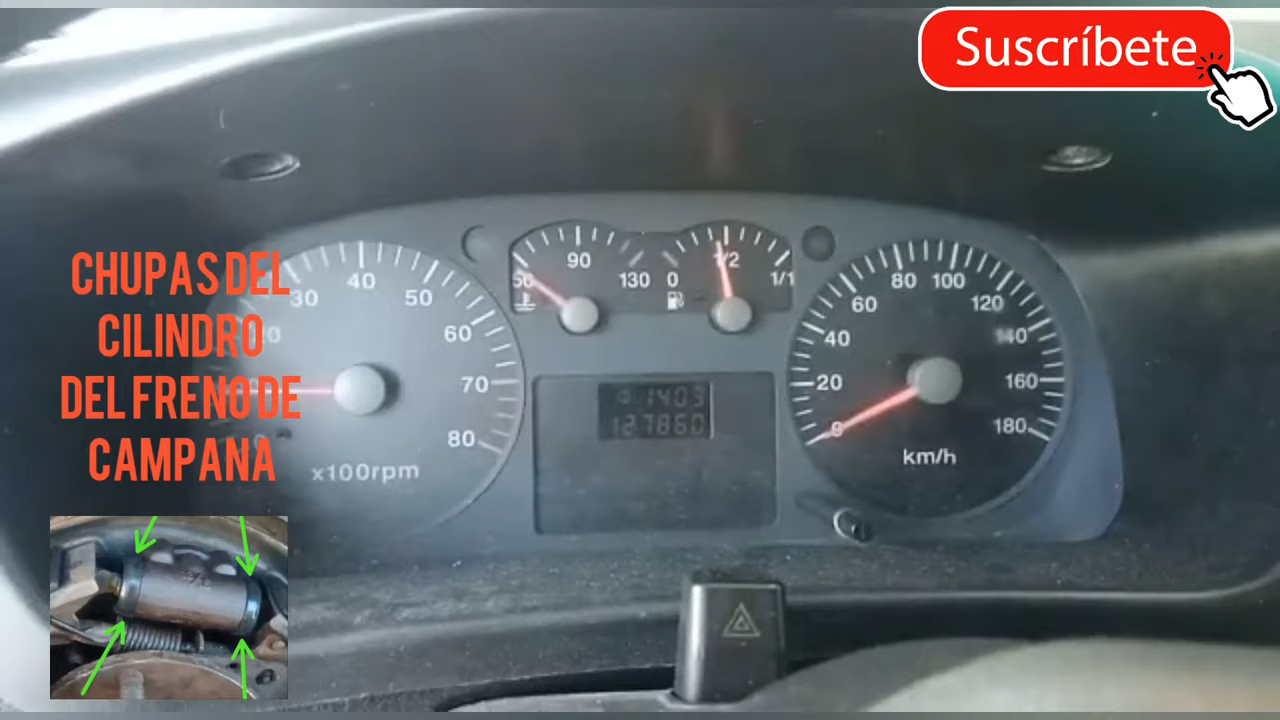 Suscríbete
CHUPAS DEL
CILINDRO
DEL FRENO DE
CAMPANA
30 40 50 60 70 80
x100rpm
90 130
0 1/2 1/1
1403
127860
0 20 40 60 80 100 120 140 160 180
km/h